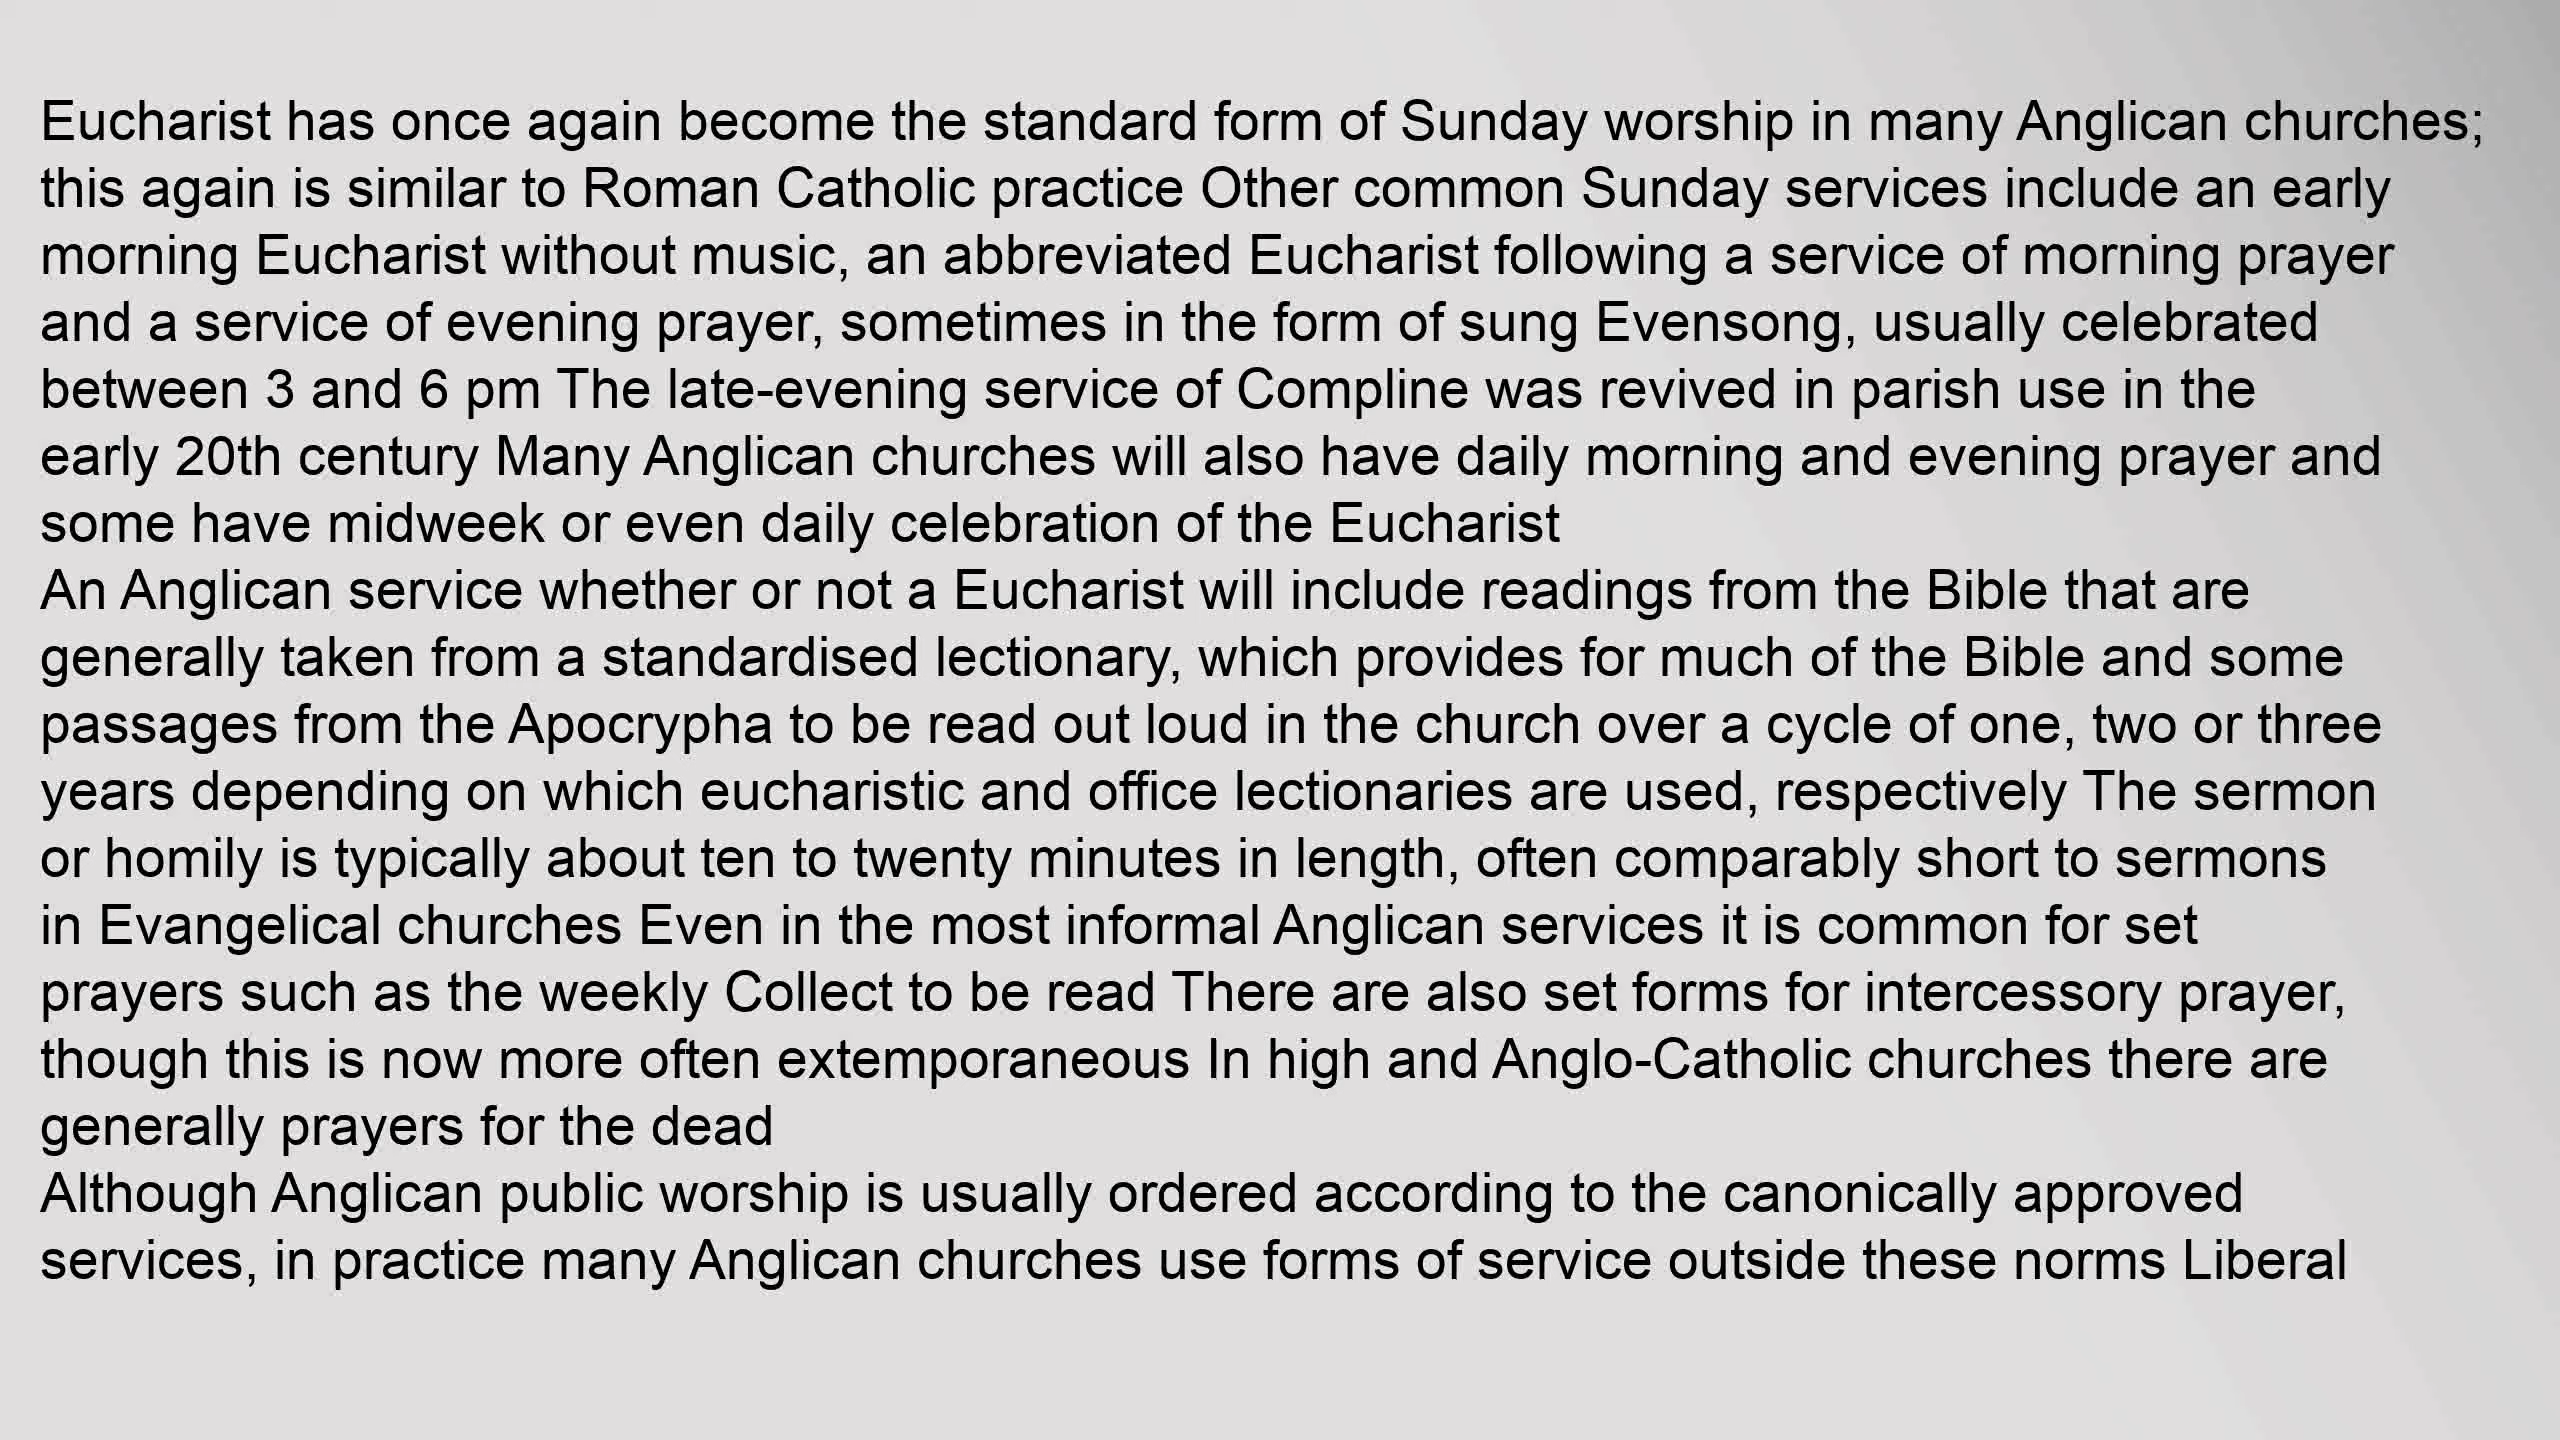 Eucharist has once again become the standard form of Sunday worship in many Anglican churches;
this again is similar to Roman Catholic practice Other common Sunday services include an early
morning Eucharist without music, an abbreviated Eucharist following a service of morning prayer
and a service of evening prayer, sometimes in the form of sung Evensong, usually celebrated
between 3 and 6 pm The late-evening service of Compline was revived in parish use in the
early 20th century Many Anglican churches will also have daily morning and evening prayer and
some have midweek or even daily celebration of the Eucharist
An Anglican service whether or not a Eucharist will include readings from the Bible that are
generally taken from a standardised lectionary, which provides for much of the Bible and some
passages from the Apocrypha to be read out loud in the church over a cycle of one, two or three
years depending on which eucharistic and office lectionaries are used, respectively The sermon
or homily is typically about ten to twenty minutes in length, often comparably short to sermons
in Evangelical churches Even in the most informal Anglican services it is common for set
prayers such as the weekly Collect to be read There are also set forms for intercessory prayer,
though this is now more often extemporaneous In high and Anglo-Catholic churches there are
generally prayers for the dead
Although Anglican public worship is usually ordered according to the canonically approved
services, in practice many Anglican churches use forms of service outside these norms Liberal